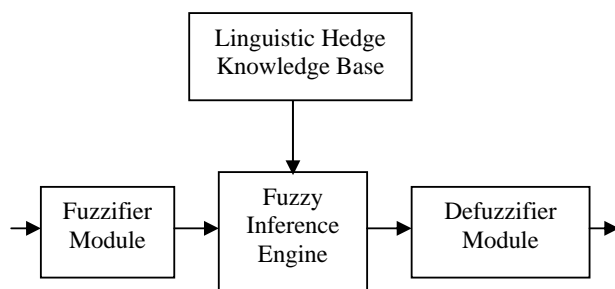 Linguistic Hedge
Knowledge Base
Fuzzifier
Module
Fuzzy
Inference
Engine
Defuzzifier
Module